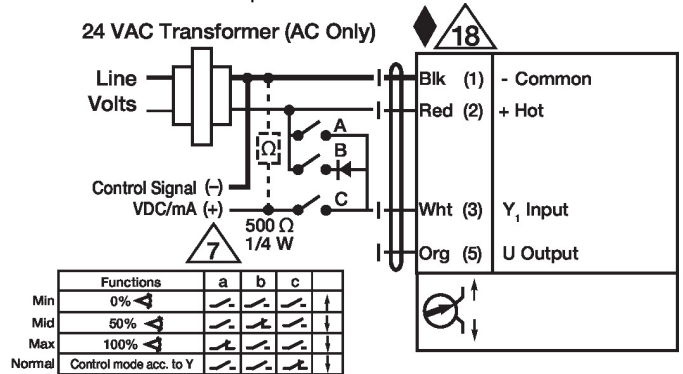 24 VAC Transformer (AC Only)
18
Line
Volts
Blk (1) - Common
Red (2) + Hot
A
Ω
B
Control Signal (–)
VDC/mA (+)
C
Wht (3) Y₁ Input
500 Ω
1/4 W
7
Org (5) U Output
Functions a b c
Min 0%
Mid 50%
Max 100%
Normal Control mode acc. to Y